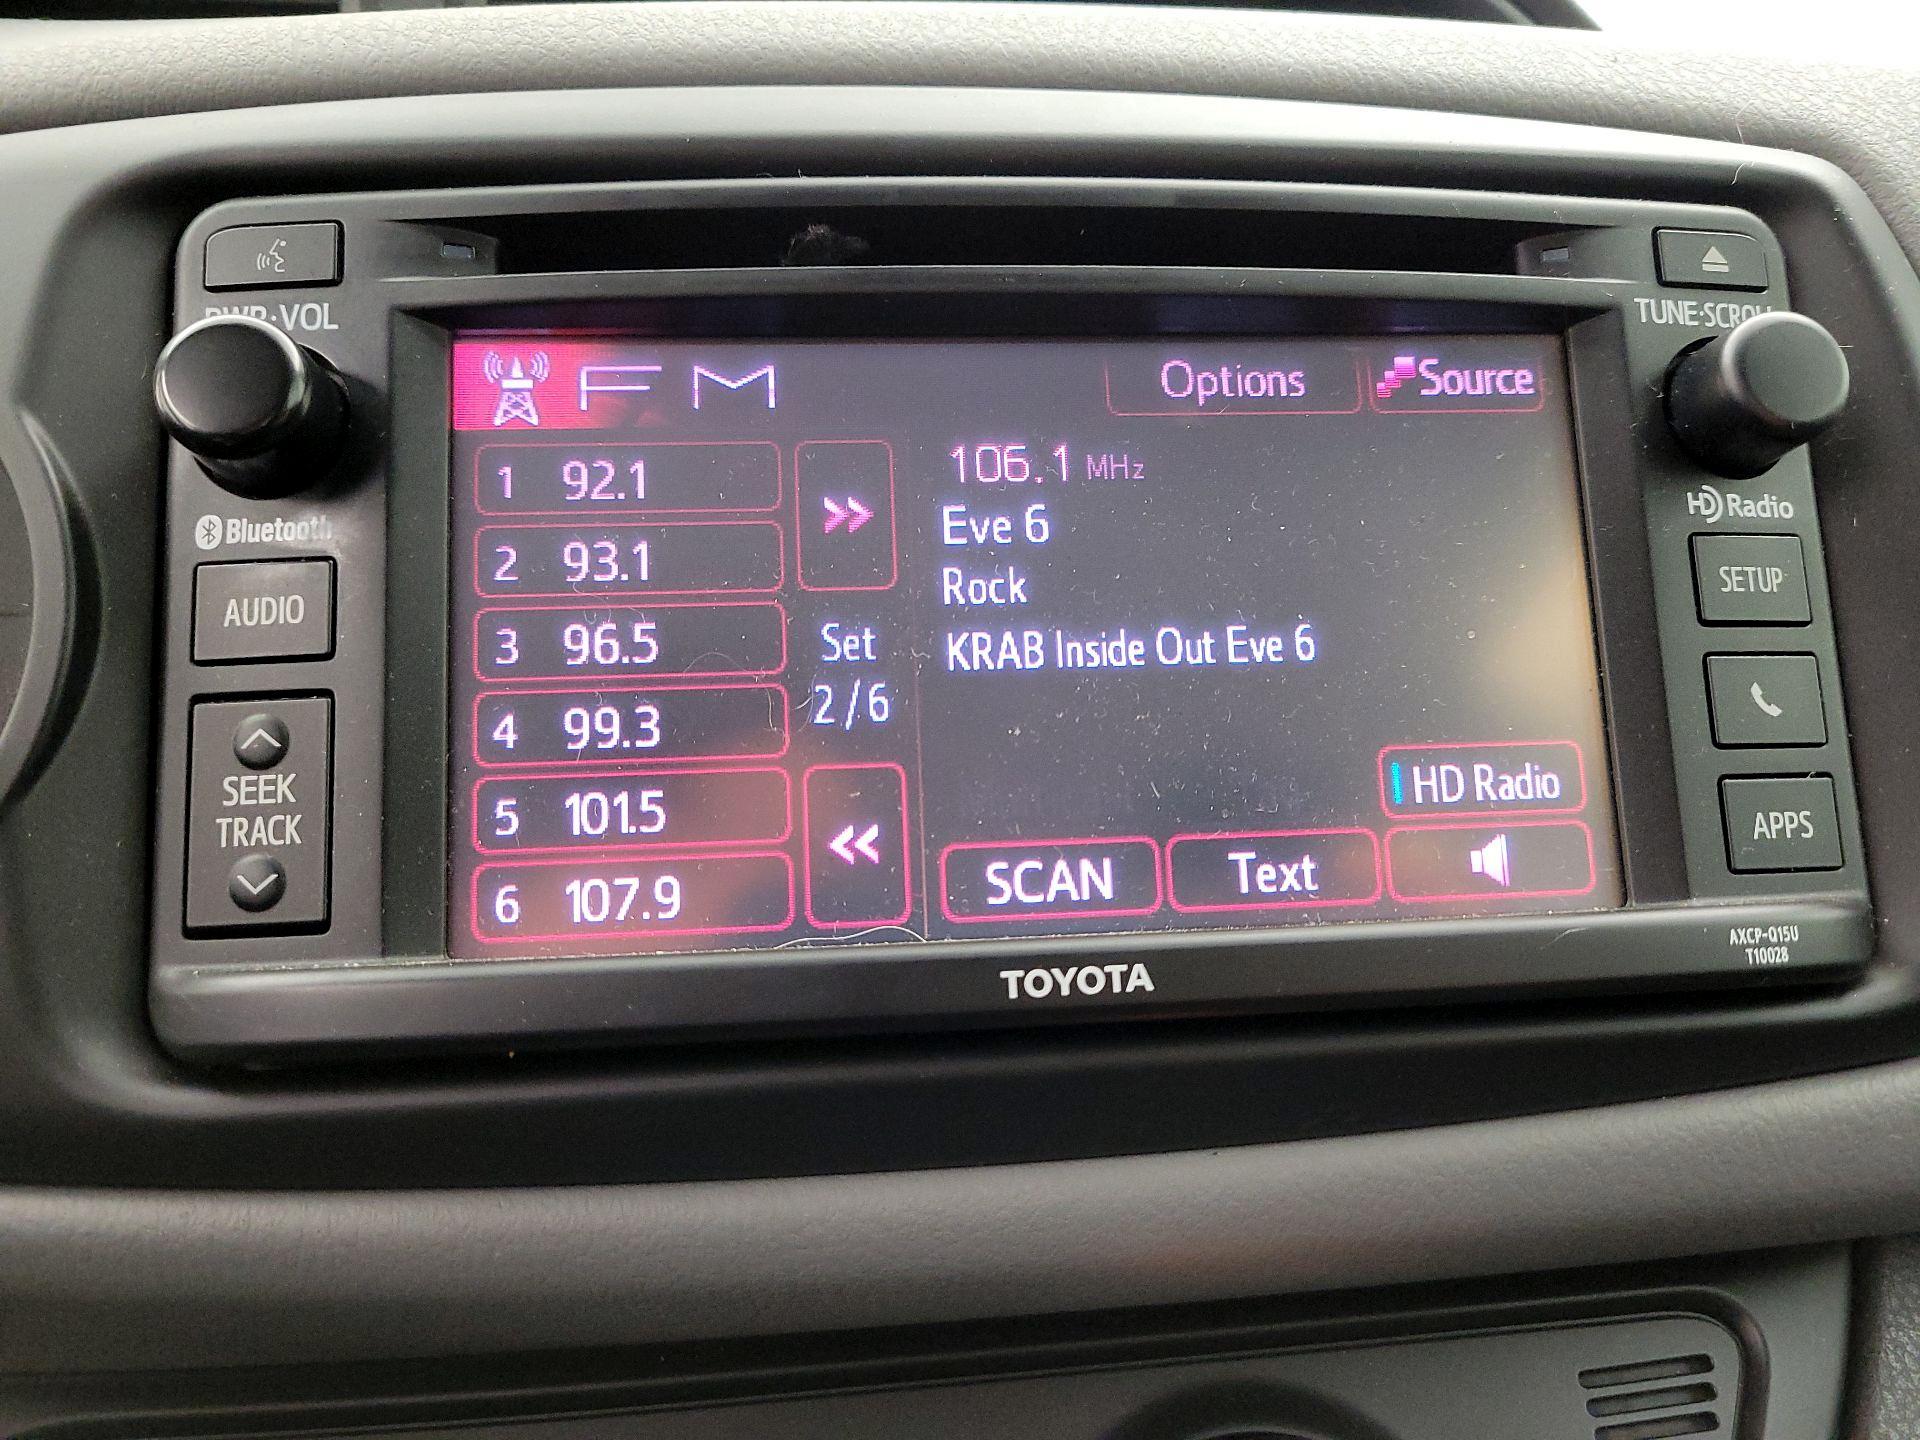 PWR·VOL
TUNE·SCROLL
FM
Options
Source
1 92.1
2 93.1
3 96.5
4 99.3
5 101.5
6 107.9
Set
2/6
106.1 MHz
Eve 6
Rock
KRAB Inside Out Eve 6
HD Radio
SCAN
Text
Bluetooth
AUDIO
SEEK
TRACK
HD Radio
SETUP
APPS
AXCP-Q15U
T10028
TOYOTA